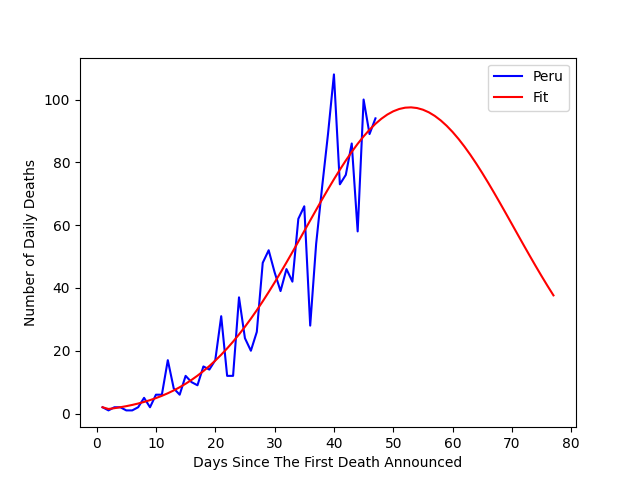 Peru
Fit
100
80
60
40
20
0
Number of Daily Deaths
0 10 20 30 40 50 60 70 80
Days Since The First Death Announced